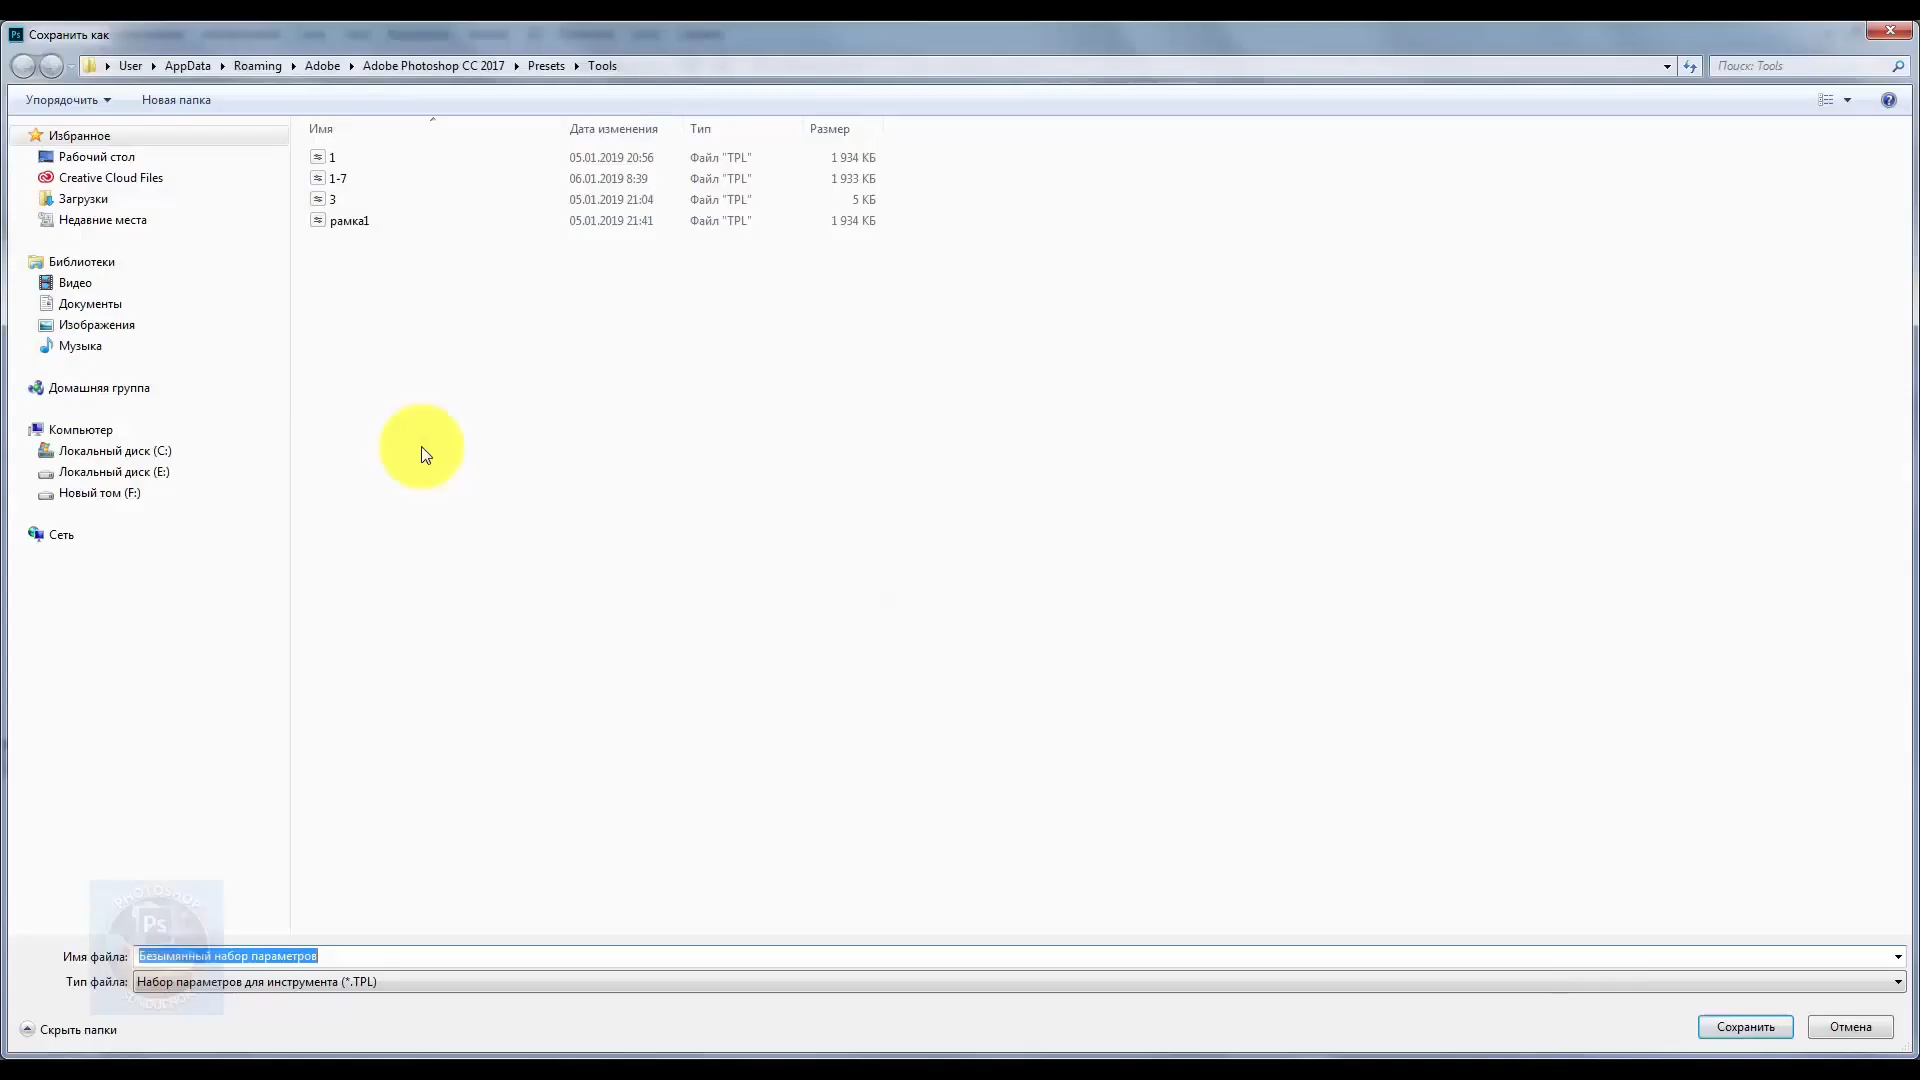 Ps Сохранить как
User AppData Roaming Adobe Adobe Photoshop CC 2017 Presets Tools
Поиск: Tools
Упорядочить Новая папка
Избранное
Рабочий стол
Creative Cloud Files
Загрузки
Недавние места
Библиотеки
Видео
Документы
Изображения
Музыка
Домашняя группа
Компьютер
Локальный диск (C:)
Локальный диск (E:)
Новый том (F:)
Сеть
Имя Дата изменения Тип Размер
1 05.01.2019 20:56 Файл "TPL" 1 934 КБ
1-7 06.01.2019 8:39 Файл "TPL" 1 933 КБ
3 05.01.2019 21:04 Файл "TPL" 5 КБ
рамка1 05.01.2019 21:41 Файл "TPL" 1 934 КБ
PHOTOSHOP
Ps
Имя файла: Безымянный набор параметров
Тип файла: Набор параметров для инструмента (*.TPL)
Скрыть папки
Сохранить Отмена